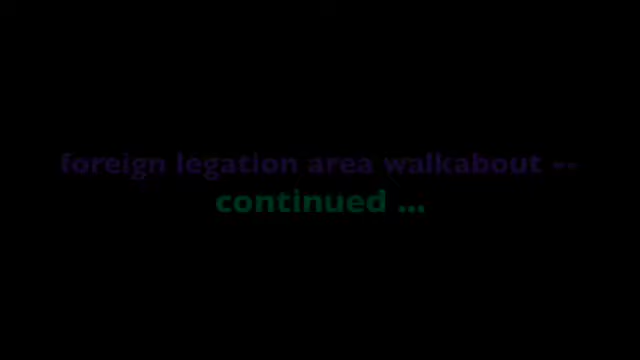 foreign legation area walkabout --
continued ...